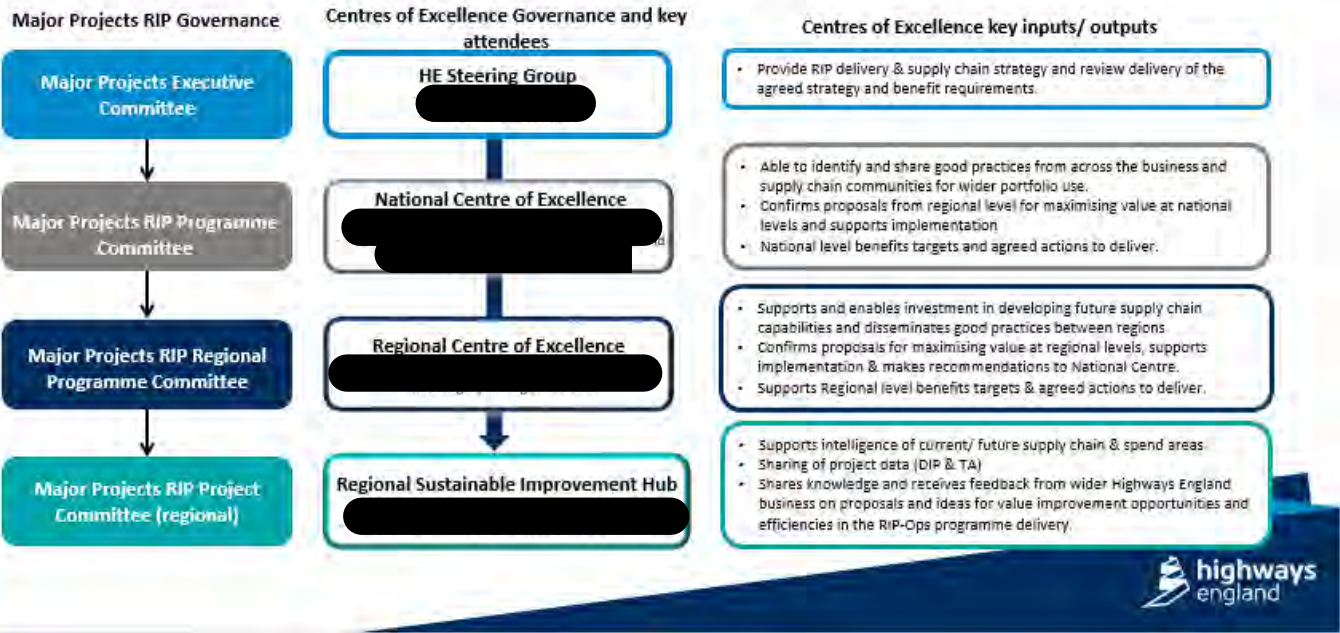 Major Projects RIP Governance
Major Projects Executive
Committee
Major Projects RIP Programme
Committee
Major Projects RIP Regional
Programme Committee
Major Projects RIP Project
Committee (regional)
Centres of Excellence Governance and key
attendees
HE Steering Group
National Centre of Excellence
Regional Centre of Excellence
Regional Sustainable Improvement Hub
Centres of Excellence key inputs/ outputs
• Provide RIP delivery & supply chain strategy and review delivery of the
agreed strategy and benefit requirements.
• Able to identify and share good practices from across the business and
supply chain communities for wider portfolio use.
• Confirms proposals from regional level for maximising value at national
levels and supports implementation
• National level benefits targets and agreed actions to deliver.
• Supports and enables investment in developing future supply chain
capabilities and disseminates good practices between regions
• Confirms proposals for maximising value at regional levels, supports
implementation & makes recommendations to National Centre.
• Supports Regional level benefits targets & agreed actions to deliver.
• Supports intelligence of current/ future supply chain & spend areas
• Sharing of project data (DIP & TA)
• Shares knowledge and receives feedback from wider Highways England
business on proposals and ideas for value improvement opportunities and
efficiencies in the RIP-Ops programme delivery.
highways
england